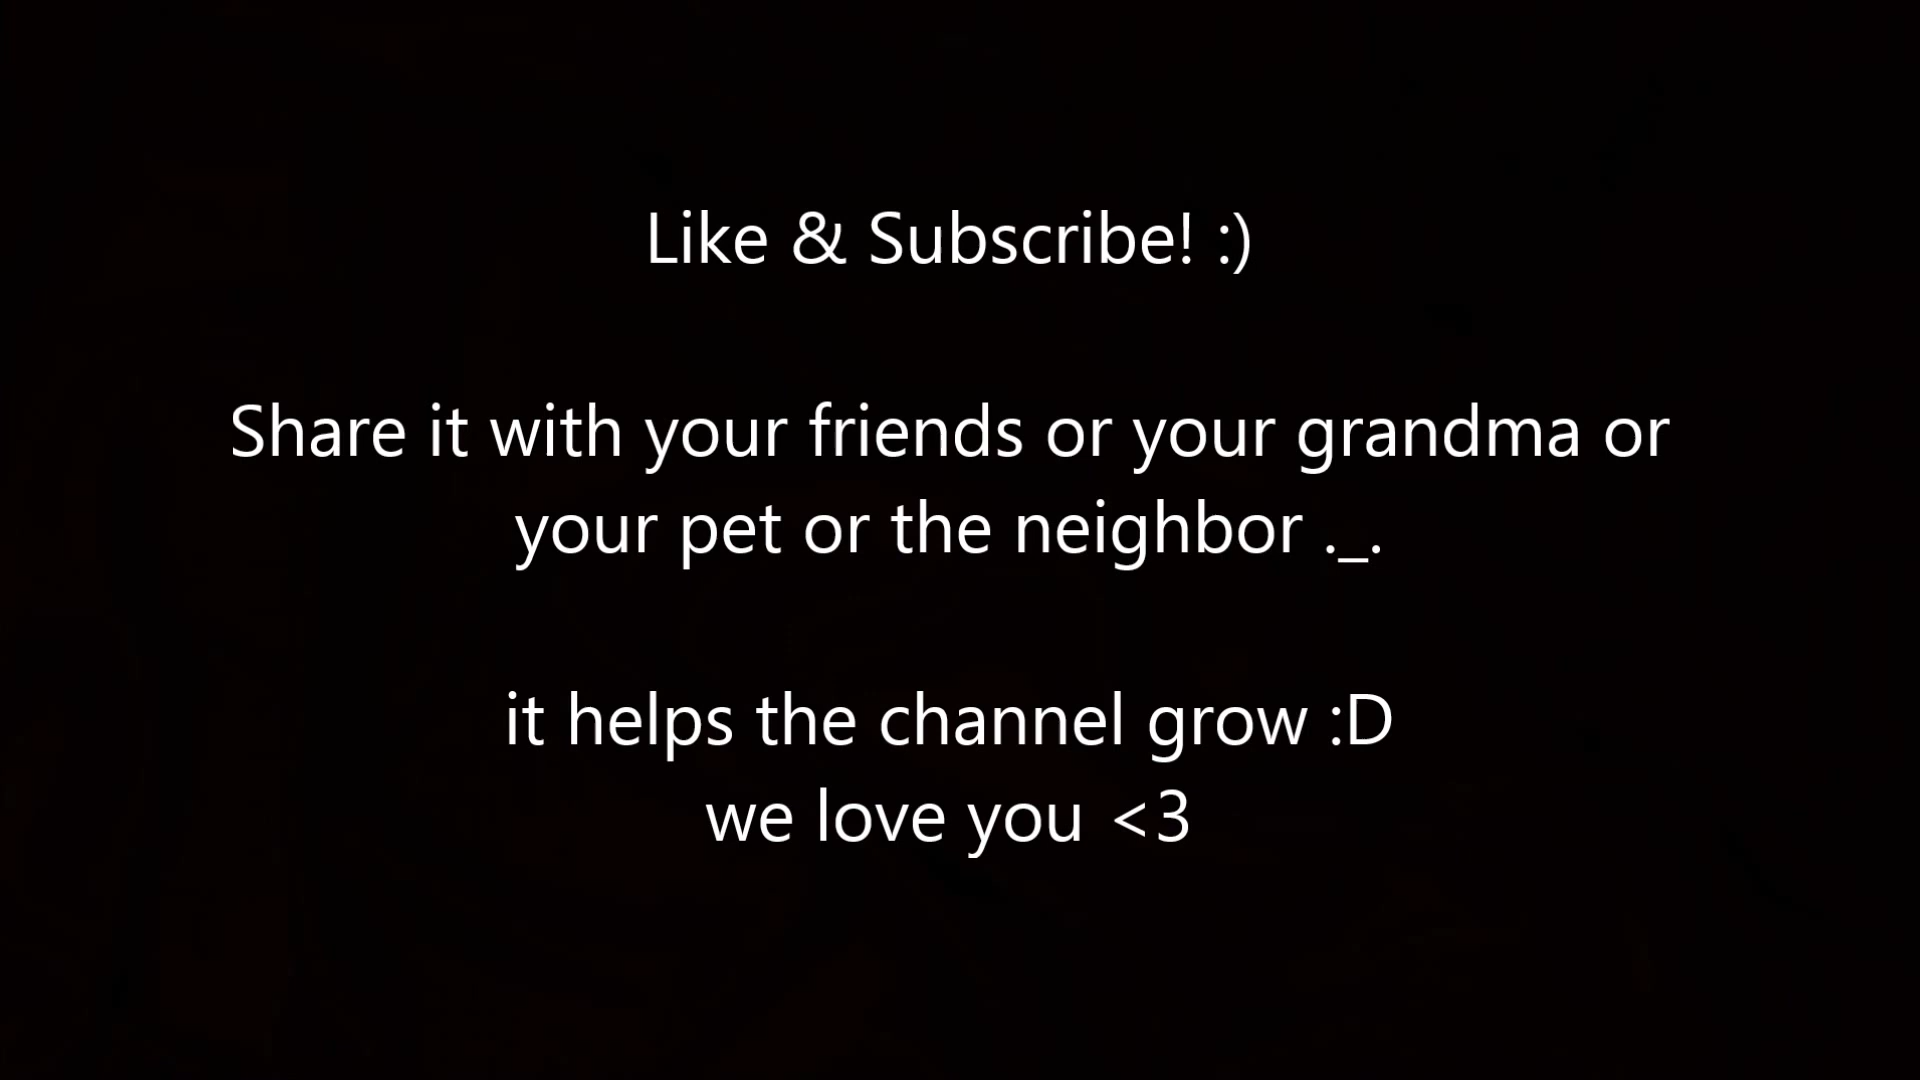 Like & Subscribe! :)
Share it with your friends or your grandma or
your pet or the neighbor ._.
it helps the channel grow :D
we love you <3